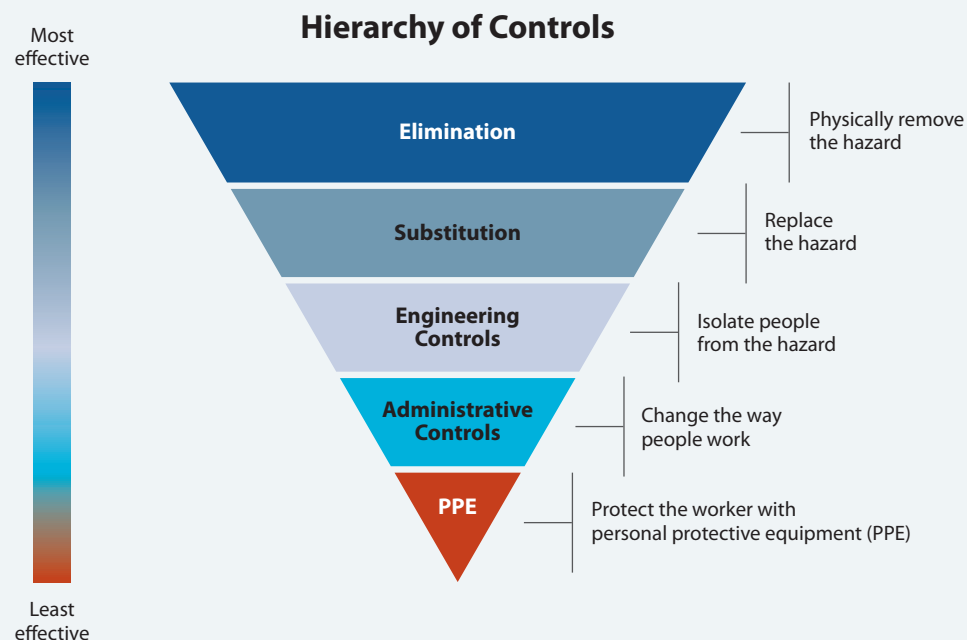 Hierarchy of Controls
Most
effective
Elimination
Physically remove
the hazard
Substitution
Replace
the hazard
Engineering
Controls
Isolate people
from the hazard
Administrative
Controls
Change the way
people work
PPE
Protect the worker with
personal protective equipment (PPE)
Least
effective